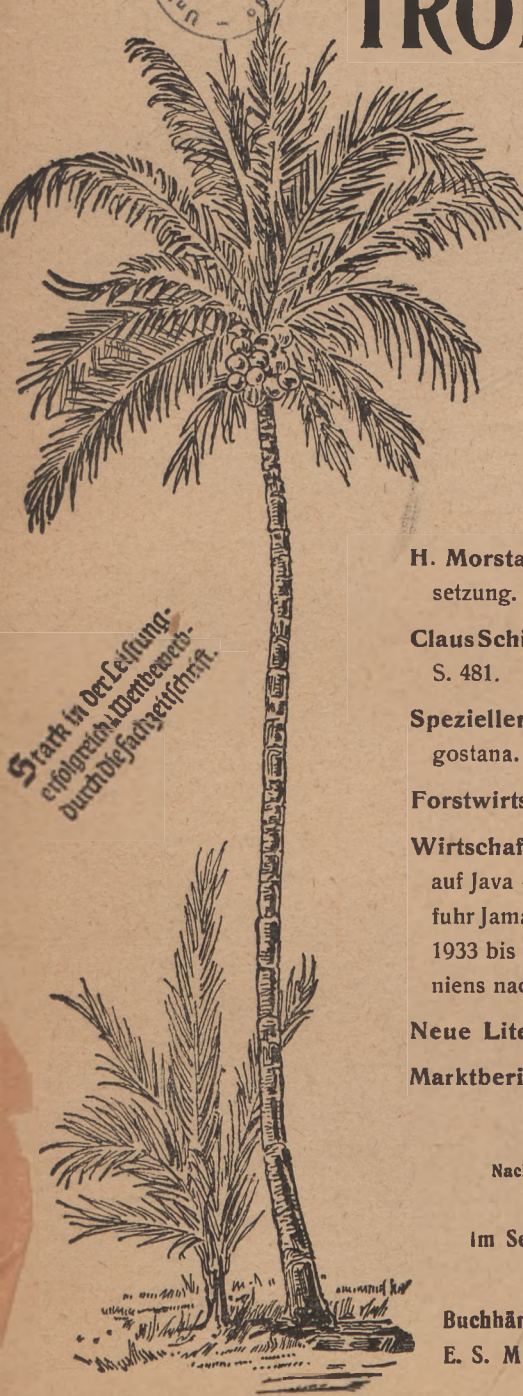 TRO
H. Morsta
setzung.
Claus Schi
S. 481.
Spezieller
gostana.
Forstwirts
Wirtschaf
auf Java
fuhr Jama
1933 bis
niens nac
Neue Lite
Marktberi
Stark in der Leistung-
erfolgreich i. Wettbewerb-
durch die Fachzeitschrift.
Nac
im Se
Buchhän
E. S. M